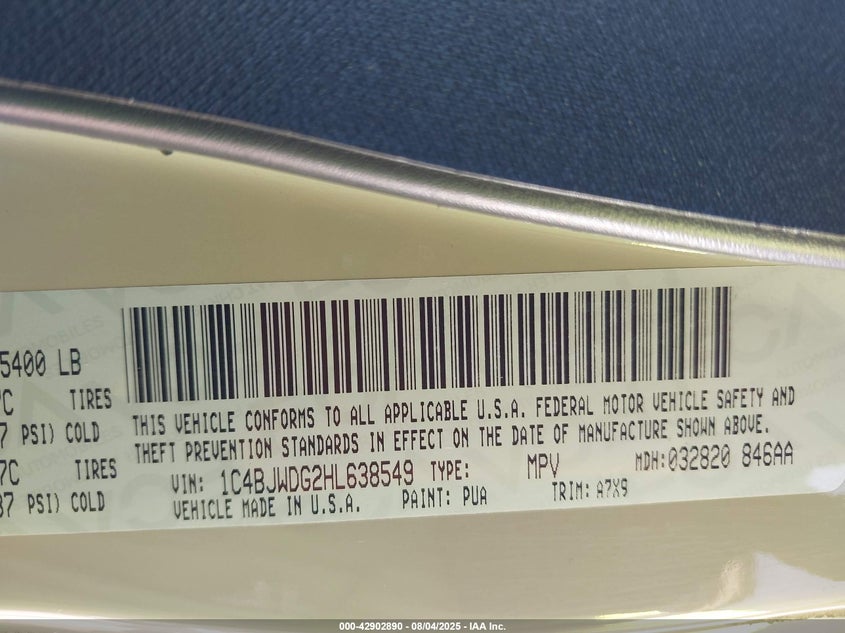 5400 LB
7C TIRES
7 PSI) COLD
7C TIRES
37 PSI) COLD
THIS VEHICLE CONFORMS TO ALL APPLICABLE U.S.A. FEDERAL MOTOR VEHICLE SAFETY AND
THEFT PREVENTION STANDARDS IN EFFECT ON THE DATE OF MANUFACTURE SHOWN ABOVE.
VIN: 1C4BJWDG2HL638549 TYPE: MPV MDH:032820 846AA
VEHICLE MADE IN U.S.A. PAINT: PUA TRIM: A7X9
000-42902890 - 08/04/2025 - IAA Inc.